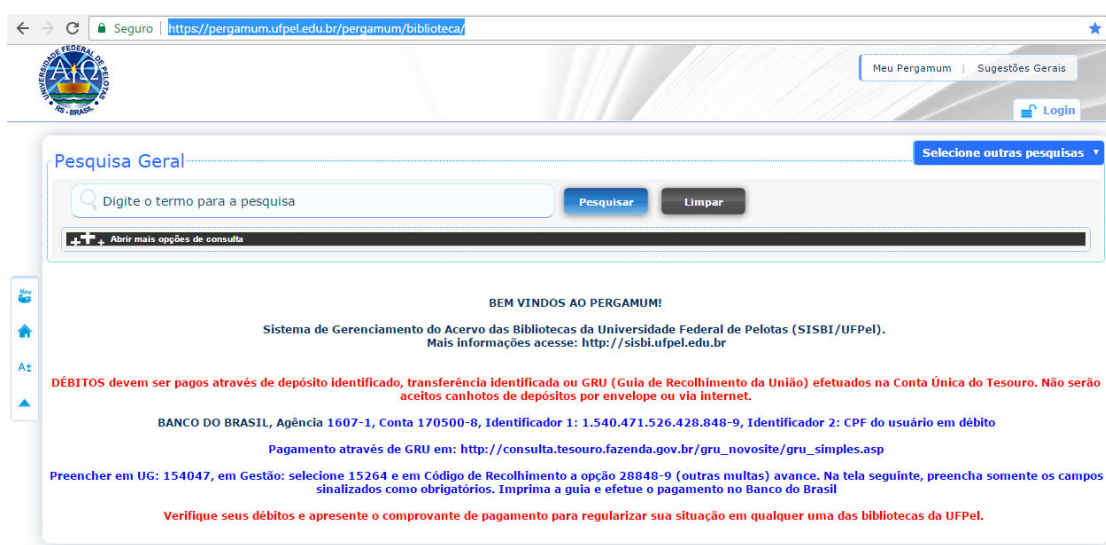 Seguro
https://pergamum.ufpel.edu.br/pergamum/biblioteca/
UNIVERSIDADE FEDERAL DE PELOTAS
RS - BRASIL
Meu Pergamum | Sugestões Gerais
Login
Pesquisa Geral
Selecione outras pesquisas
Digite o termo para a pesquisa
Pesquisar
Limpar
Abrir mais opções de consulta
Meu
A±
BEM VINDOS AO PERGAMUM!
Sistema de Gerenciamento do Acervo das Bibliotecas da Universidade Federal de Pelotas (SISBI/UFPel).
Mais informações acesse: http://sisbi.ufpel.edu.br
DÉBITOS devem ser pagos através de depósito identificado, transferência identificada ou GRU (Guia de Recolhimento da União) efetuados na Conta Única do Tesouro. Não serão
aceitos canhotos de depósitos por envelope ou via internet.
BANCO DO BRASIL, Agência 1607-1, Conta 170500-8, Identificador 1: 1.540.471.526.428.848-9, Identificador 2: CPF do usuário em débito
Pagamento através de GRU em: http://consulta.tesouro.fazenda.gov.br/gru_novosite/gru_simples.asp
Preencher em UG: 154047, em Gestão: selecione 15264 e em Código de Recolhimento a opção 28848-9 (outras multas) avance. Na tela seguinte, preencha somente os campos
sinalizados como obrigatórios. Imprima a guia e efetue o pagamento no Banco do Brasil
Verifique seus débitos e apresente o comprovante de pagamento para regularizar sua situação em qualquer uma das bibliotecas da UFPel.